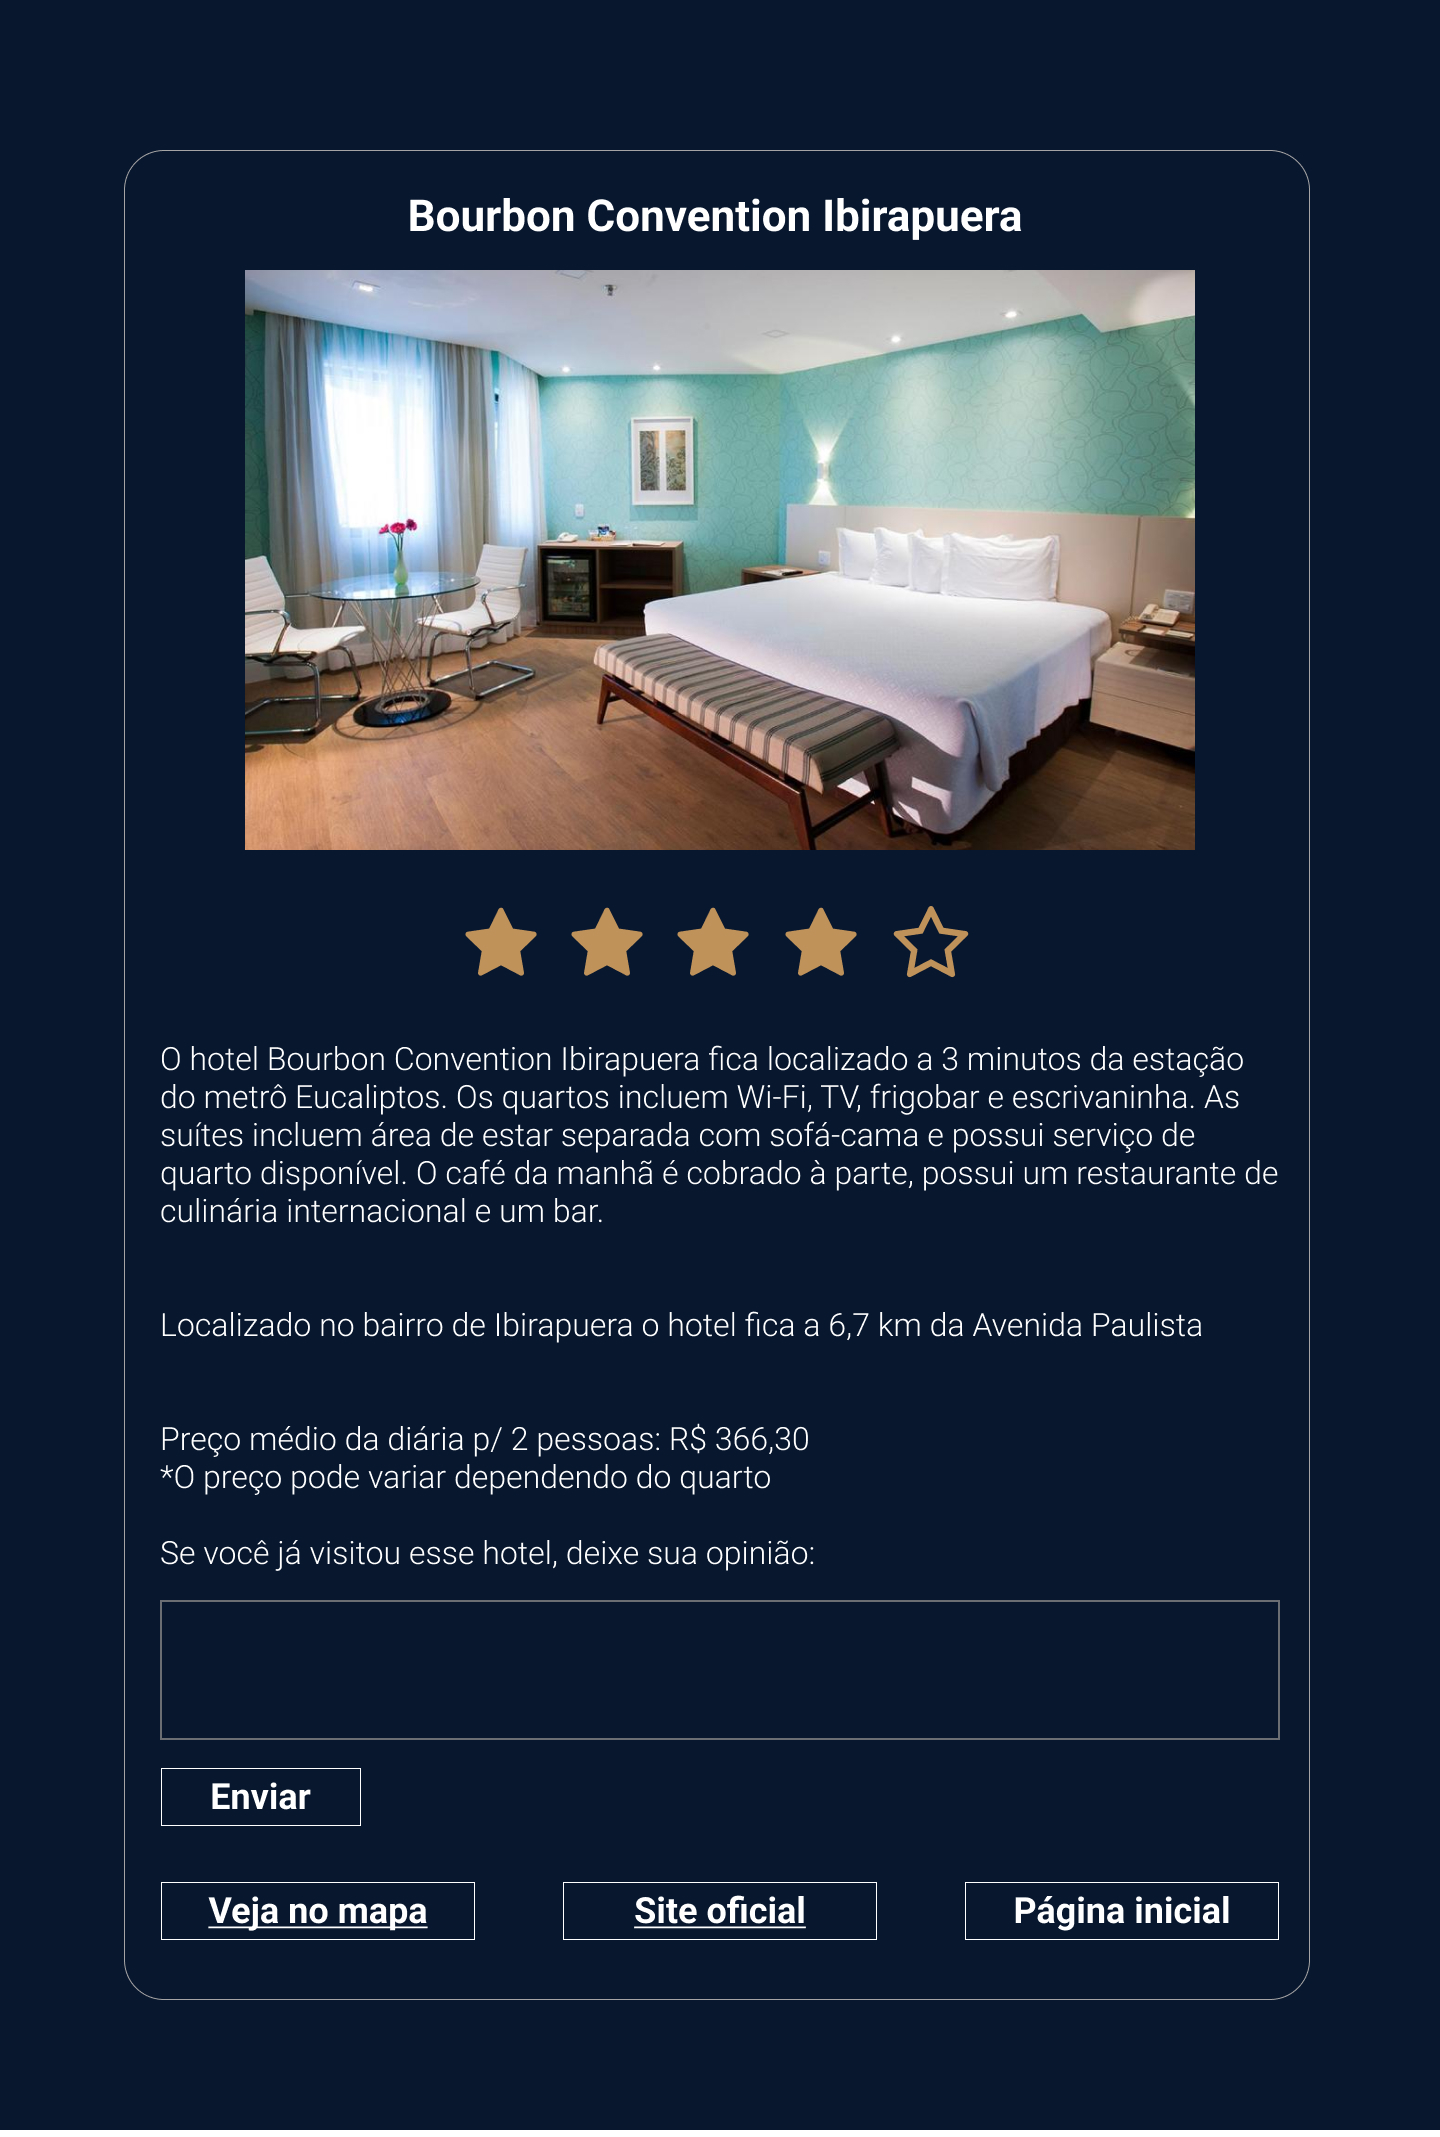 Bourbon Convention Ibirapuera
O hotel Bourbon Convention Ibirapuera fica localizado a 3 minutos da estação
do metrô Eucaliptos. Os quartos incluem Wi-Fi, TV, frigobar e escrivaninha. As
suítes incluem área de estar separada com sofá-cama e possui serviço de
quarto disponível. O café da manhã é cobrado à parte, possui um restaurante de
culinária internacional e um bar.
Localizado no bairro de Ibirapuera o hotel fica a 6,7 km da Avenida Paulista
Preço médio da diária p/ 2 pessoas: R$ 366,30
*O preço pode variar dependendo do quarto
Se você já visitou esse hotel, deixe sua opinião:
Enviar
Veja no mapa
Site oficial
Página inicial